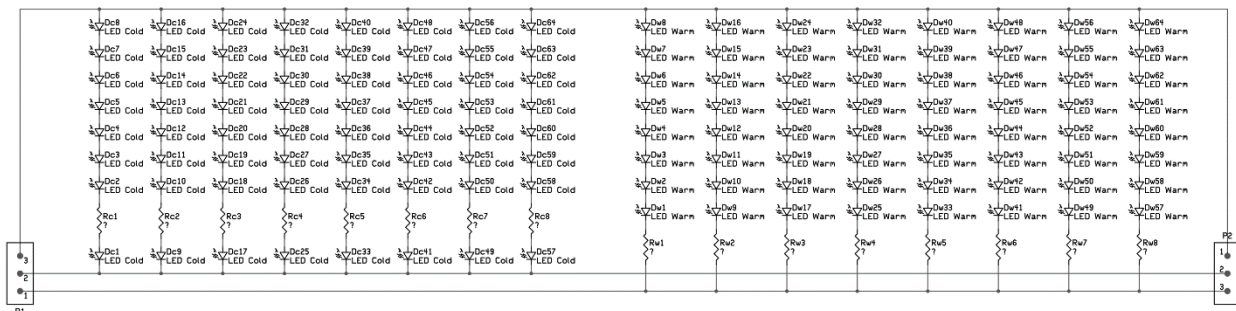 Dc8 Dc16 Dc24 Dc32 Dc40 Dc48 Dc56 Dc64 Dw8 Dw16 Dw24 Dw32 Dw40 Dw48 Dw56 Dw64
LED Cold LED Cold LED Cold LED Cold LED Cold LED Cold LED Cold LED Cold LED Warm LED Warm LED Warm LED Warm LED Warm LED Warm LED Warm LED Warm
Dc7 Dc15 Dc23 Dc31 Dc39 Dc47 Dc55 Dc63 Dw7 Dw15 Dw23 Dw31 Dw39 Dw47 Dw55 Dw63
LED Cold LED Cold LED Cold LED Cold LED Cold LED Cold LED Cold LED Cold LED Warm LED Warm LED Warm LED Warm LED Warm LED Warm LED Warm LED Warm
Dc6 Dc14 Dc22 Dc30 Dc38 Dc46 Dc54 Dc62 Dw6 Dw14 Dw22 Dw30 Dw38 Dw46 Dw54 Dw62
LED Cold LED Cold LED Cold LED Cold LED Cold LED Cold LED Cold LED Cold LED Warm LED Warm LED Warm LED Warm LED Warm LED Warm LED Warm LED Warm
Dc5 Dc13 Dc21 Dc29 Dc37 Dc45 Dc53 Dc61 Dw5 Dw13 Dw21 Dw29 Dw37 Dw45 Dw53 Dw61
LED Cold LED Cold LED Cold LED Cold LED Cold LED Cold LED Cold LED Cold LED Warm LED Warm LED Warm LED Warm LED Warm LED Warm LED Warm LED Warm
Dc4 Dc12 Dc20 Dc28 Dc36 Dc44 Dc52 Dc60 Dw4 Dw12 Dw20 Dw28 Dw36 Dw44 Dw52 Dw60
LED Cold LED Cold LED Cold LED Cold LED Cold LED Cold LED Cold LED Cold LED Warm LED Warm LED Warm LED Warm LED Warm LED Warm LED Warm LED Warm
Dc3 Dc11 Dc19 Dc27 Dc35 Dc43 Dc51 Dc59 Dw3 Dw11 Dw19 Dw27 Dw35 Dw43 Dw51 Dw59
LED Cold LED Cold LED Cold LED Cold LED Cold LED Cold LED Cold LED Cold LED Warm LED Warm LED Warm LED Warm LED Warm LED Warm LED Warm LED Warm
Dc2 Dc10 Dc18 Dc26 Dc34 Dc42 Dc50 Dc58 Dw2 Dw10 Dw18 Dw26 Dw34 Dw42 Dw50 Dw58
LED Cold LED Cold LED Cold LED Cold LED Cold LED Cold LED Cold LED Cold LED Warm LED Warm LED Warm LED Warm LED Warm LED Warm LED Warm LED Warm
Dw1 Dw9 Dw17 Dw25 Dw33 Dw41 Dw49 Dw57
LED Warm LED Warm LED Warm LED Warm LED Warm LED Warm LED Warm LED Warm
Rc1 Rc2 Rc3 Rc4 Rc5 Rc6 Rc7 Rc8
? ? ? ? ? ? ? ?
Rw1 Rw2 Rw3 Rw4 Rw5 Rw6 Rw7 Rw8
? ? ? ? ? ? ? ?
Dc1 Dc9 Dc17 Dc25 Dc33 Dc41 Dc49 Dc57
LED Cold LED Cold LED Cold LED Cold LED Cold LED Cold LED Cold LED Cold
3
2
1
P1
P2
1
2
3